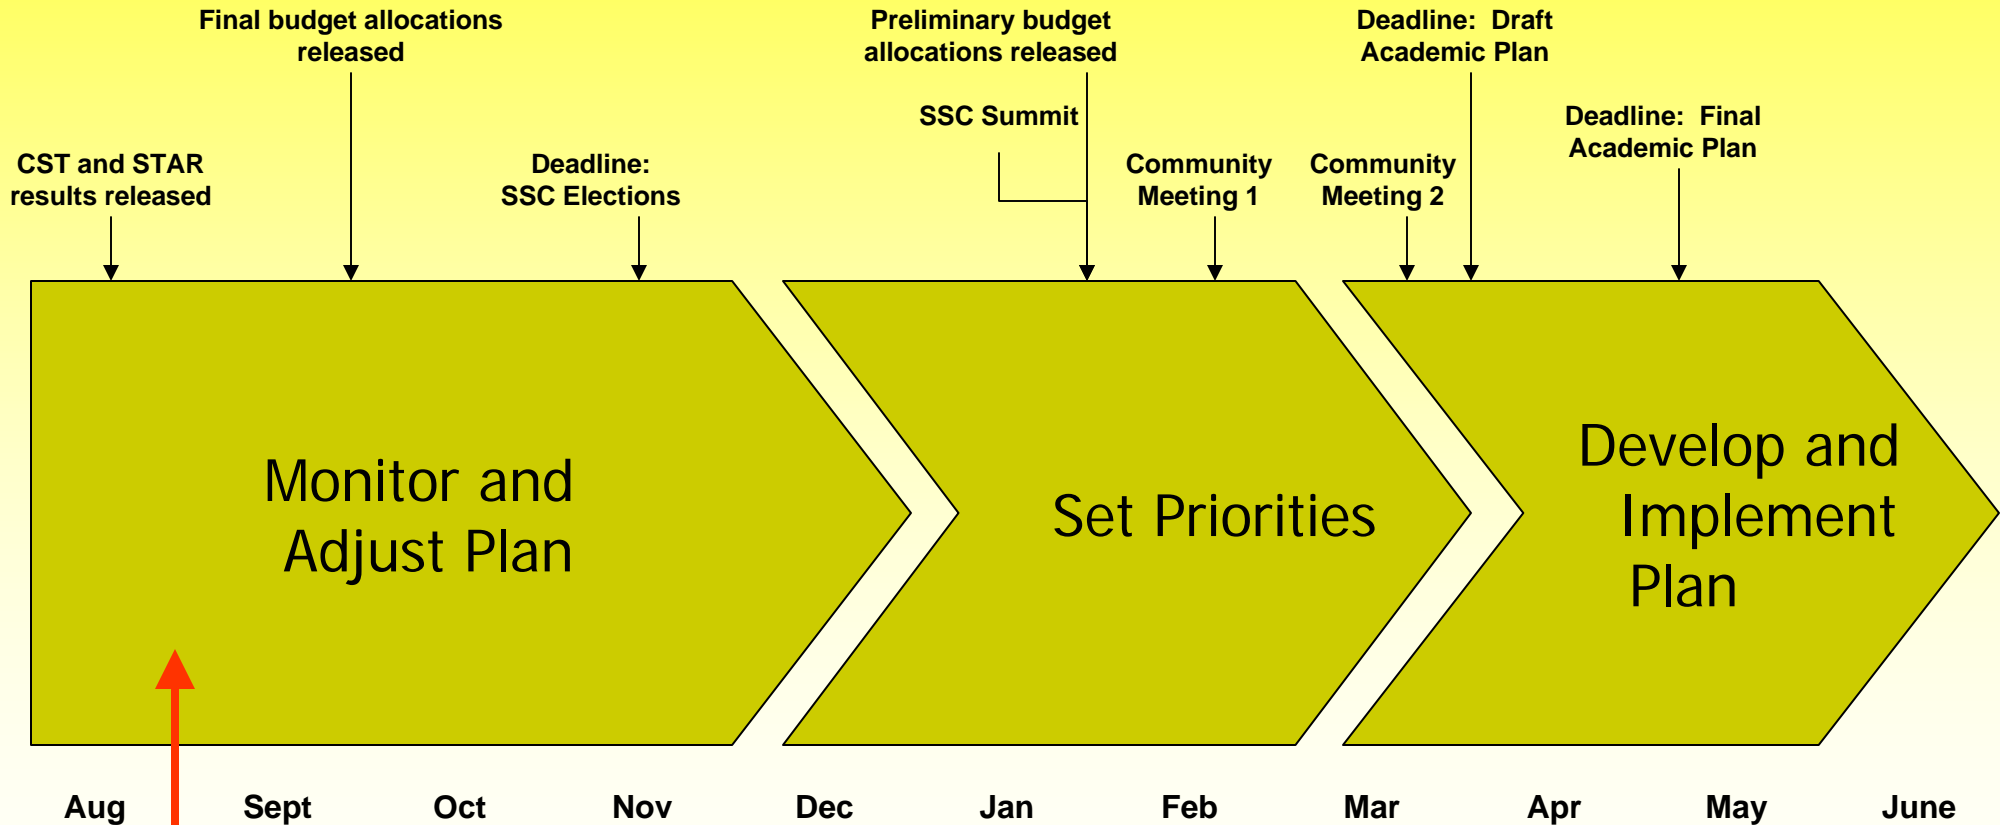 Final budget allocations
released
Preliminary budget
allocations released
Deadline:  Draft
Academic Plan
SSC Summit
Deadline:  Final
Academic Plan
CST and STAR
results released
Deadline:
SSC Elections
Community
Meeting 1
Community
Meeting 2
Monitor and
Adjust Plan
Set Priorities
Develop and
Implement
Plan
Aug Sept Oct Nov Dec Jan Feb Mar Apr May June